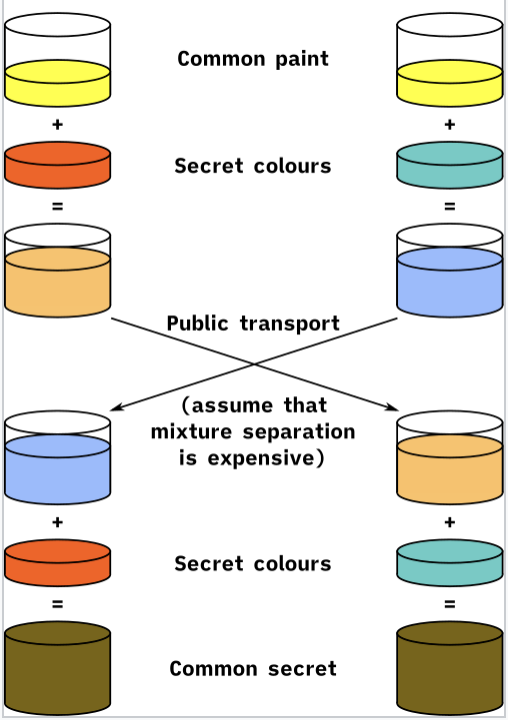 Common paint
+ +
Secret colours
= =
Public transport
(assume that
mixture separation
is expensive)
+ +
Secret colours
= =
Common secret